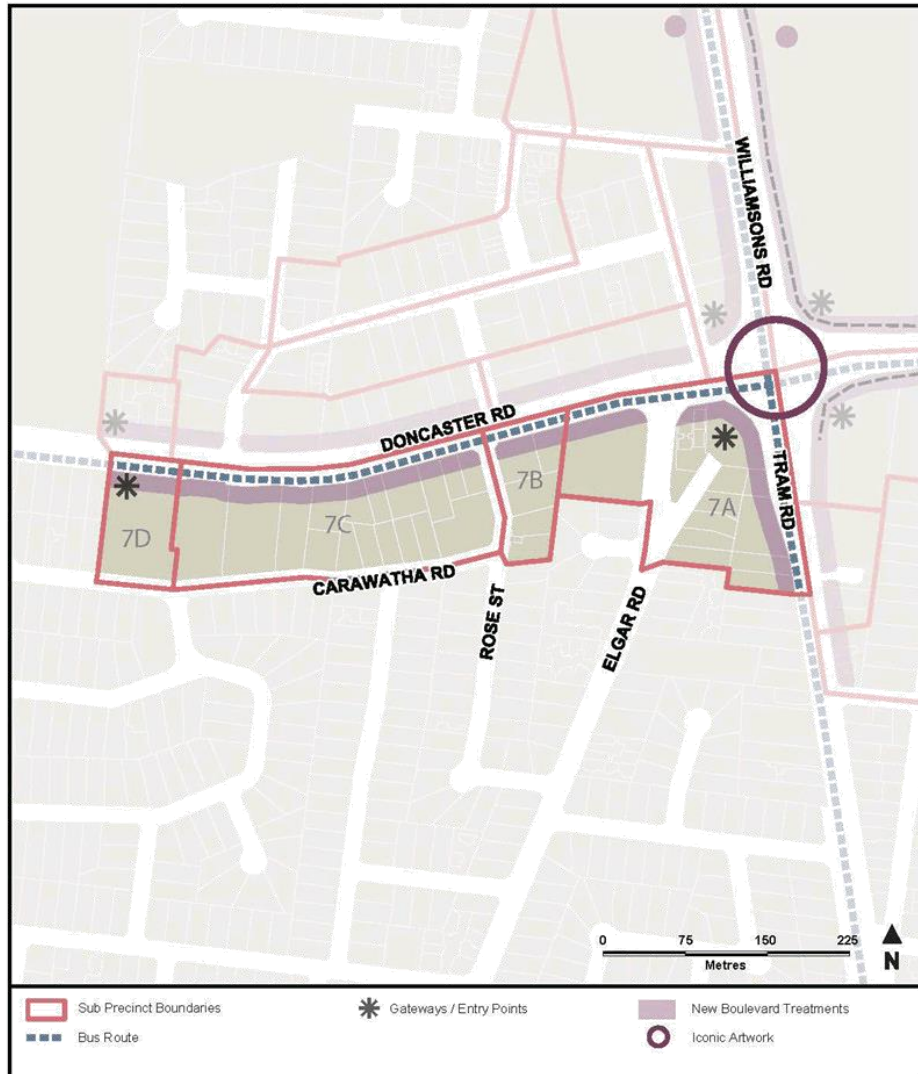 WILLIAMSONS RD
DONCASTER RD
TRAM RD
7B
7A
7C
7D
CARAWATHA RD
ROSE ST
ELGAR RD
0 75 150 225
Metres
N
Sub Precinct Boundaries
Gateways / Entry Points
New Boulevard Treatments
Bus Route
Iconic Artwork